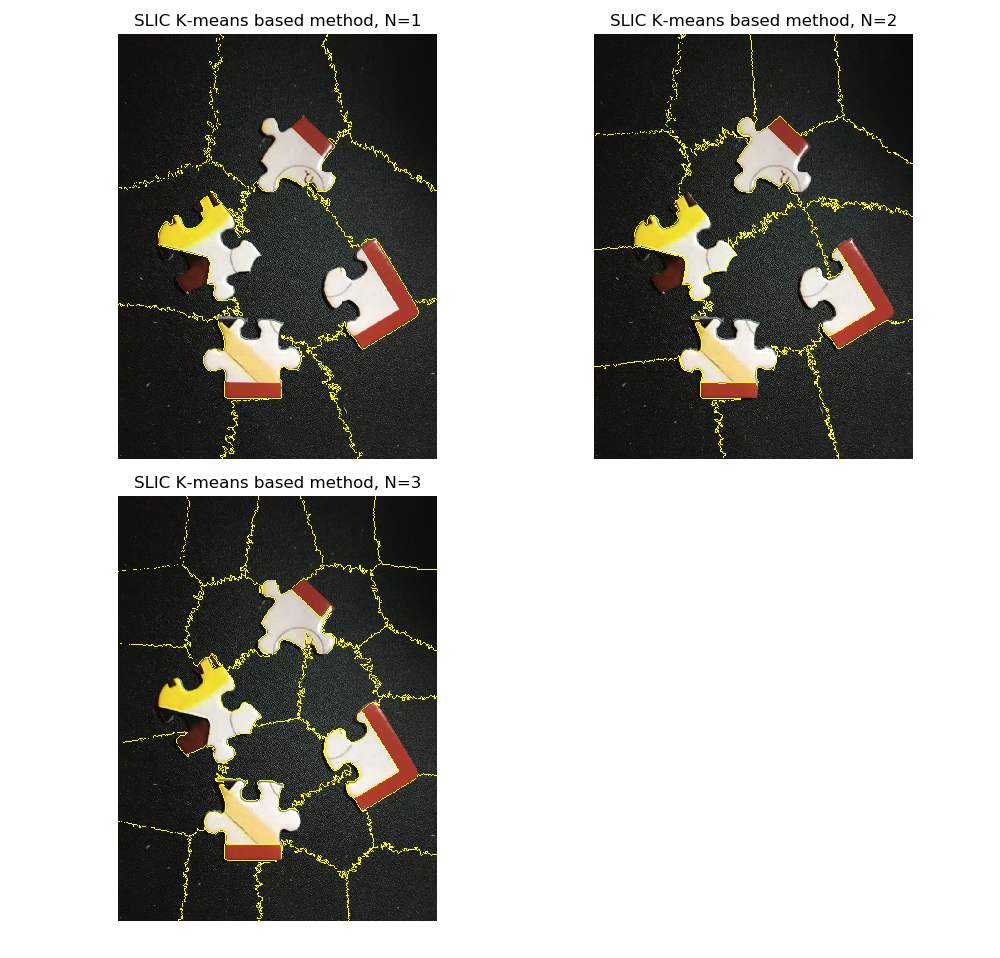 SLIC K-means based method, N=1
SLIC K-means based method, N=2
SLIC K-means based method, N=3